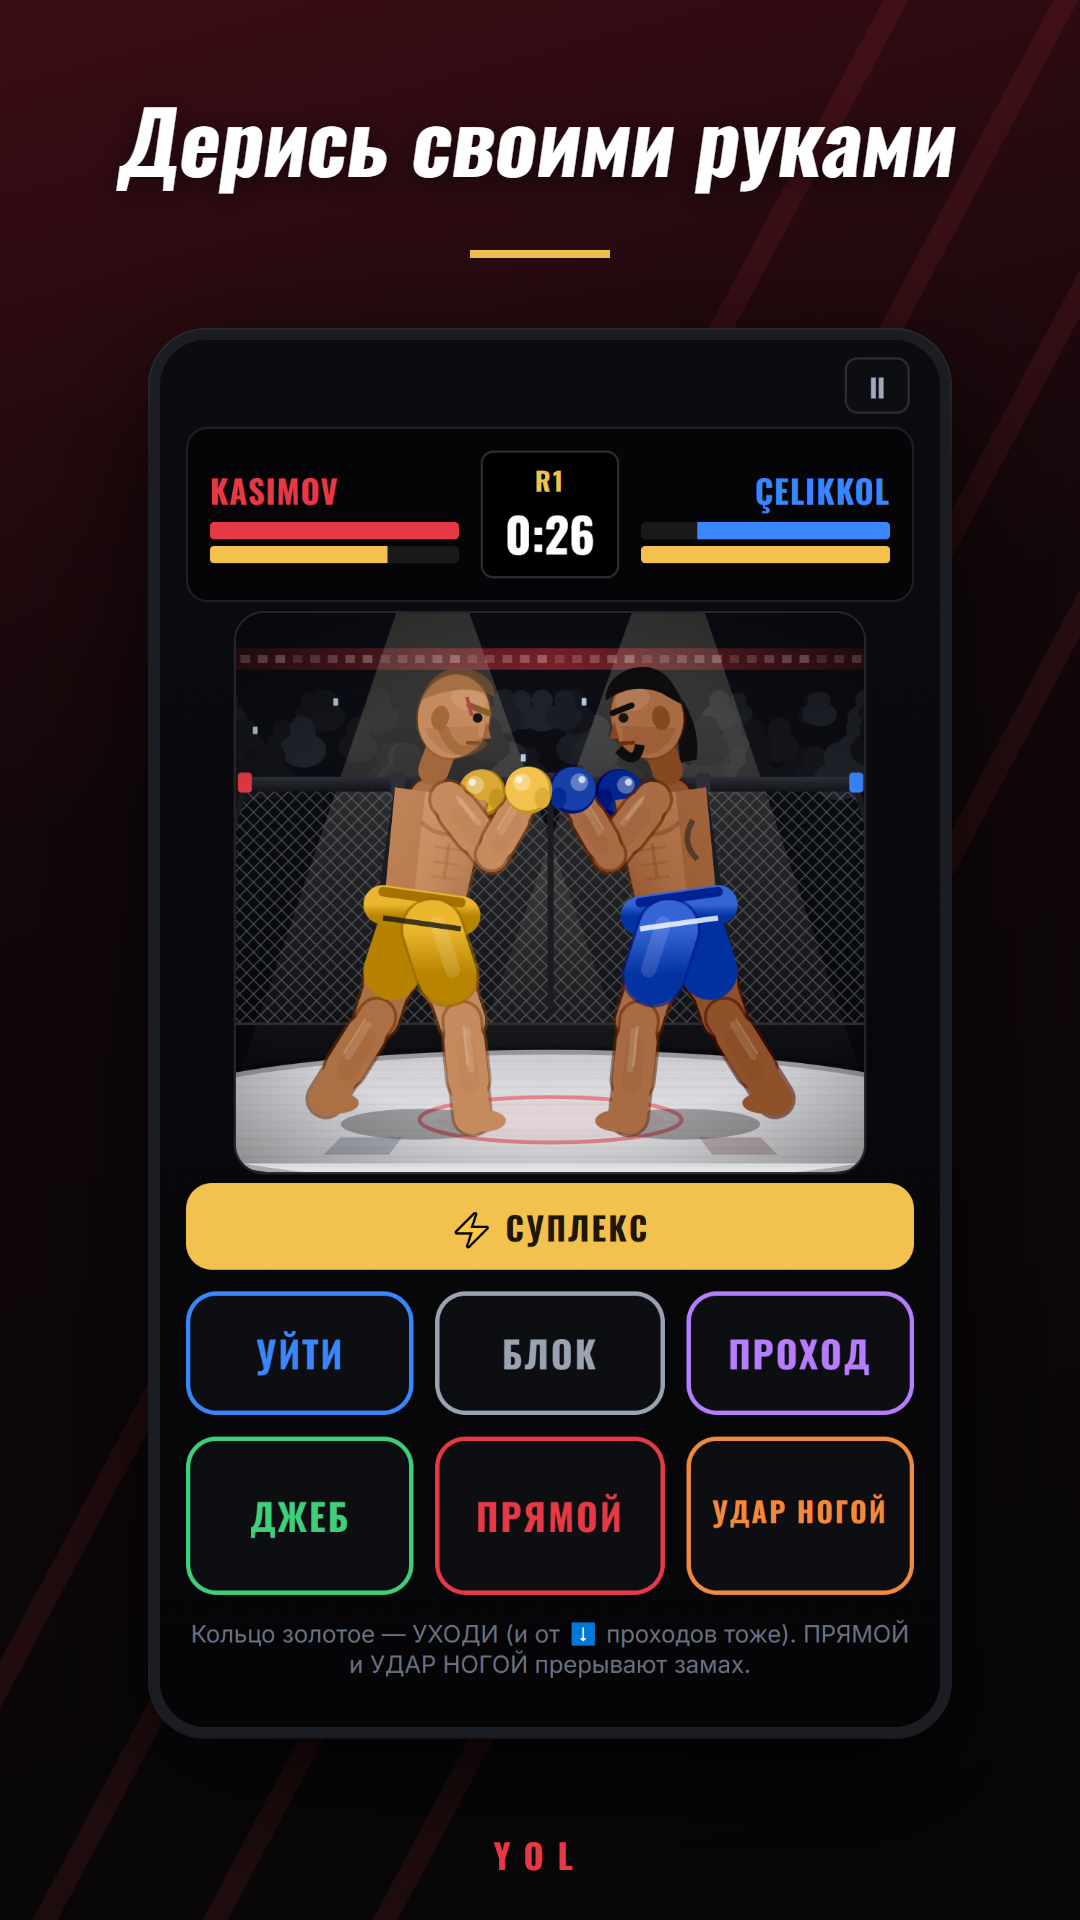 Дерись своими руками
KASIMOV
R1
0:26
ÇELIKKOL
СУПЛЕКС
УЙТИ
БЛОК
ПРОХОД
ДЖЕБ
ПРЯМОЙ
УДАР НОГОЙ
Кольцо золотое — УХОДИ (и от ⬇️ проходов тоже). ПРЯМОЙ
и УДАР НОГОЙ прерывают замах.
YOL